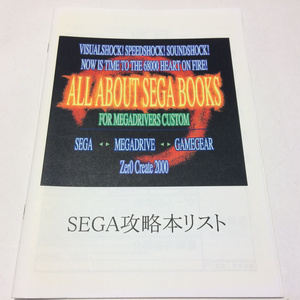 VISUALSHOCK! SPEEDSHOCK! SOUNDSHOCK!
NOW IS TIME TO THE 68000 HEART ON FIRE!
ALL ABOUT SEGA BOOKS
FOR MEGADRIVERS CUSTOM
SEGA ◄► MEGADRIVE ◄► GAMEGEAR
Zer0 Create 2000
SEGA攻略本リスト